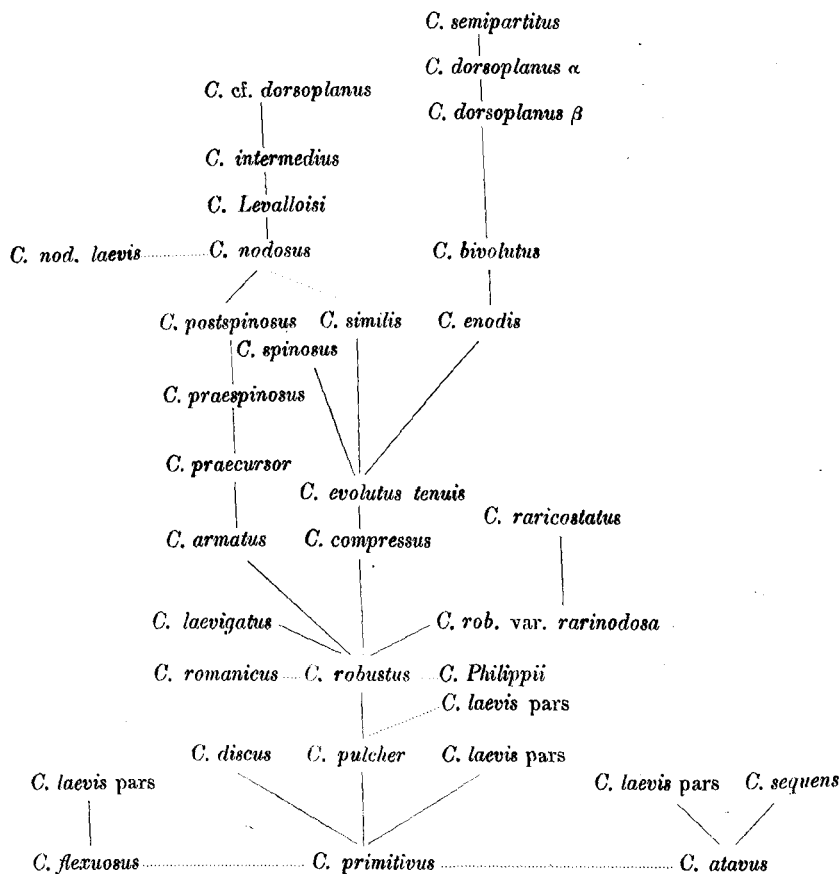 C. semipartitus
C. dorsoplanus α
C. cf. dorsoplanus
C. dorsoplanus β
C. intermedius
C. Levalloisi
C. nod. laevis C. nodosus C. bivolutus
C. postspinosus C. similis C. enodis
C. spinosus
C. praespinosus
C. praecursor
C. evolutus tenuis
C. raricostatus
C. armatus C. compressus
C. laevigatus C. rob. var. rarinodosa
C. romanicus C. robustus C. Philippii
C. laevis pars
C. discus C. pulcher C. laevis pars
C. laevis pars C. laevis pars C. sequens
C. flexuosus C. primitivus C. atavus